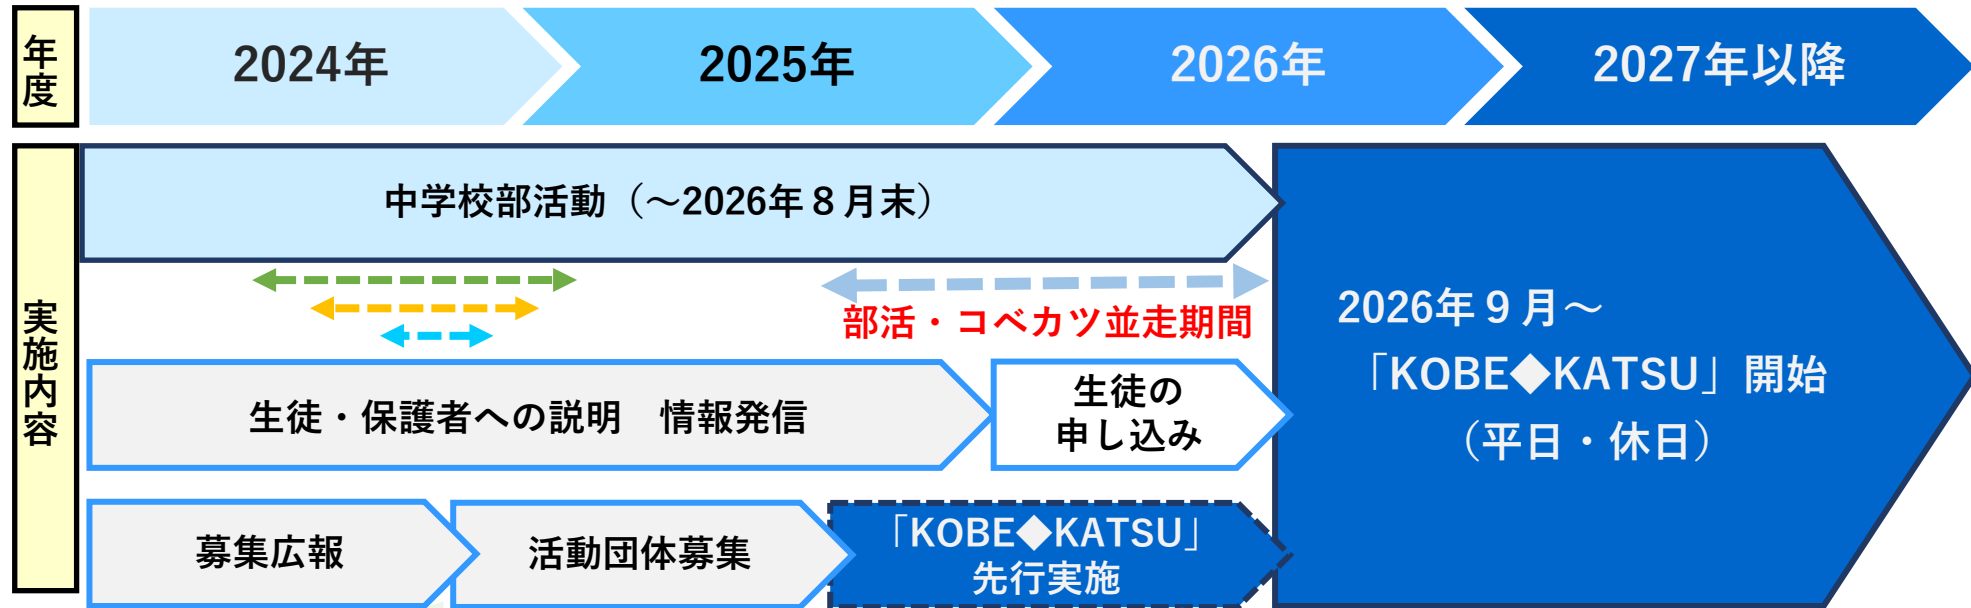 年度
2024年
2025年
2026年
2027年以降
実施内容
中学校部活動（～2026年８月末）
部活・コベカツ並走期間
生徒・保護者への説明　情報発信
生徒の
申し込み
募集広報
活動団体募集
「KOBE◆KATSU」
先行実施
2026年９月～
「KOBE◆KATSU」開始
（平日・休日）